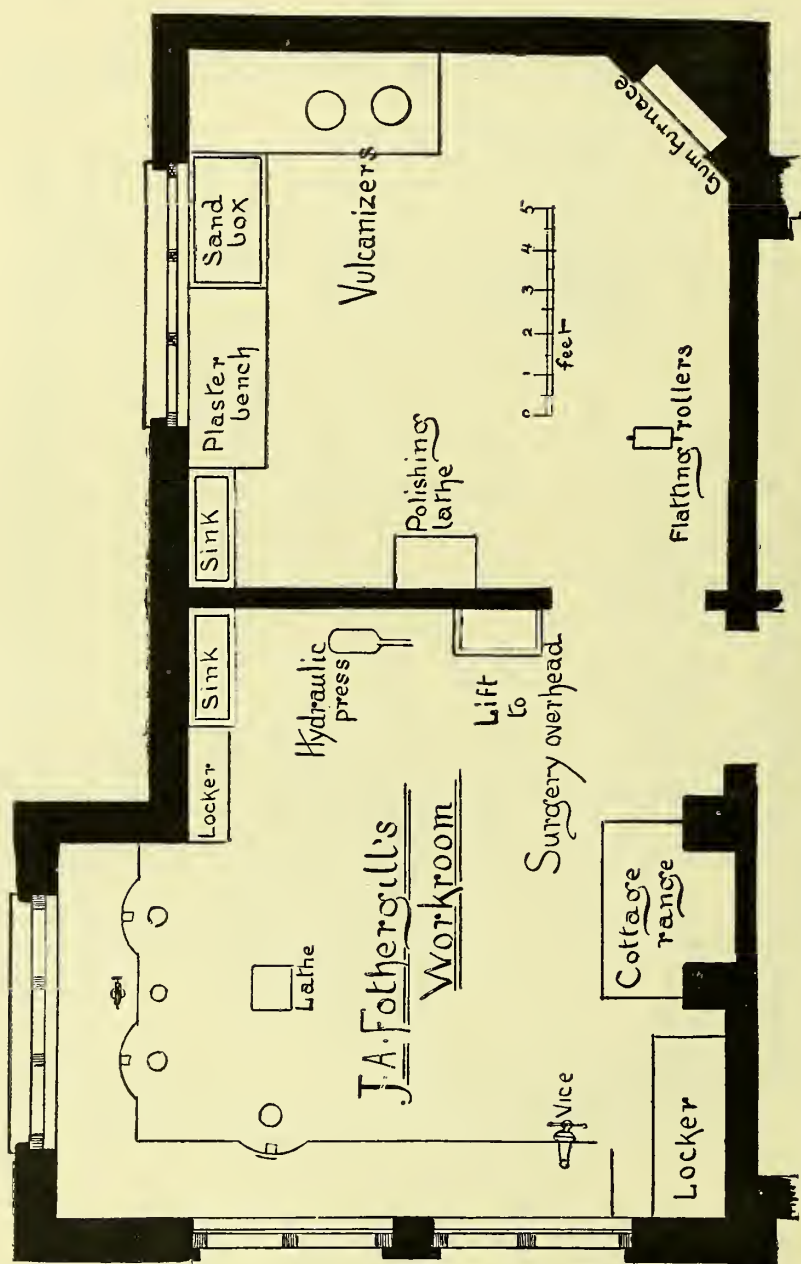 J.A. Fothergill's
Workroom
Locker
Sink
Sink
Plaster
bench
Sand
box
Vulcanizers
Hydraulic
press
Polishing
lathe
Lathe
Lift
to
Surgery overhead
0 1 2 3 4 5
feet
Gum furnace
Vice
Locker
Cottage
range
Flatting rollers